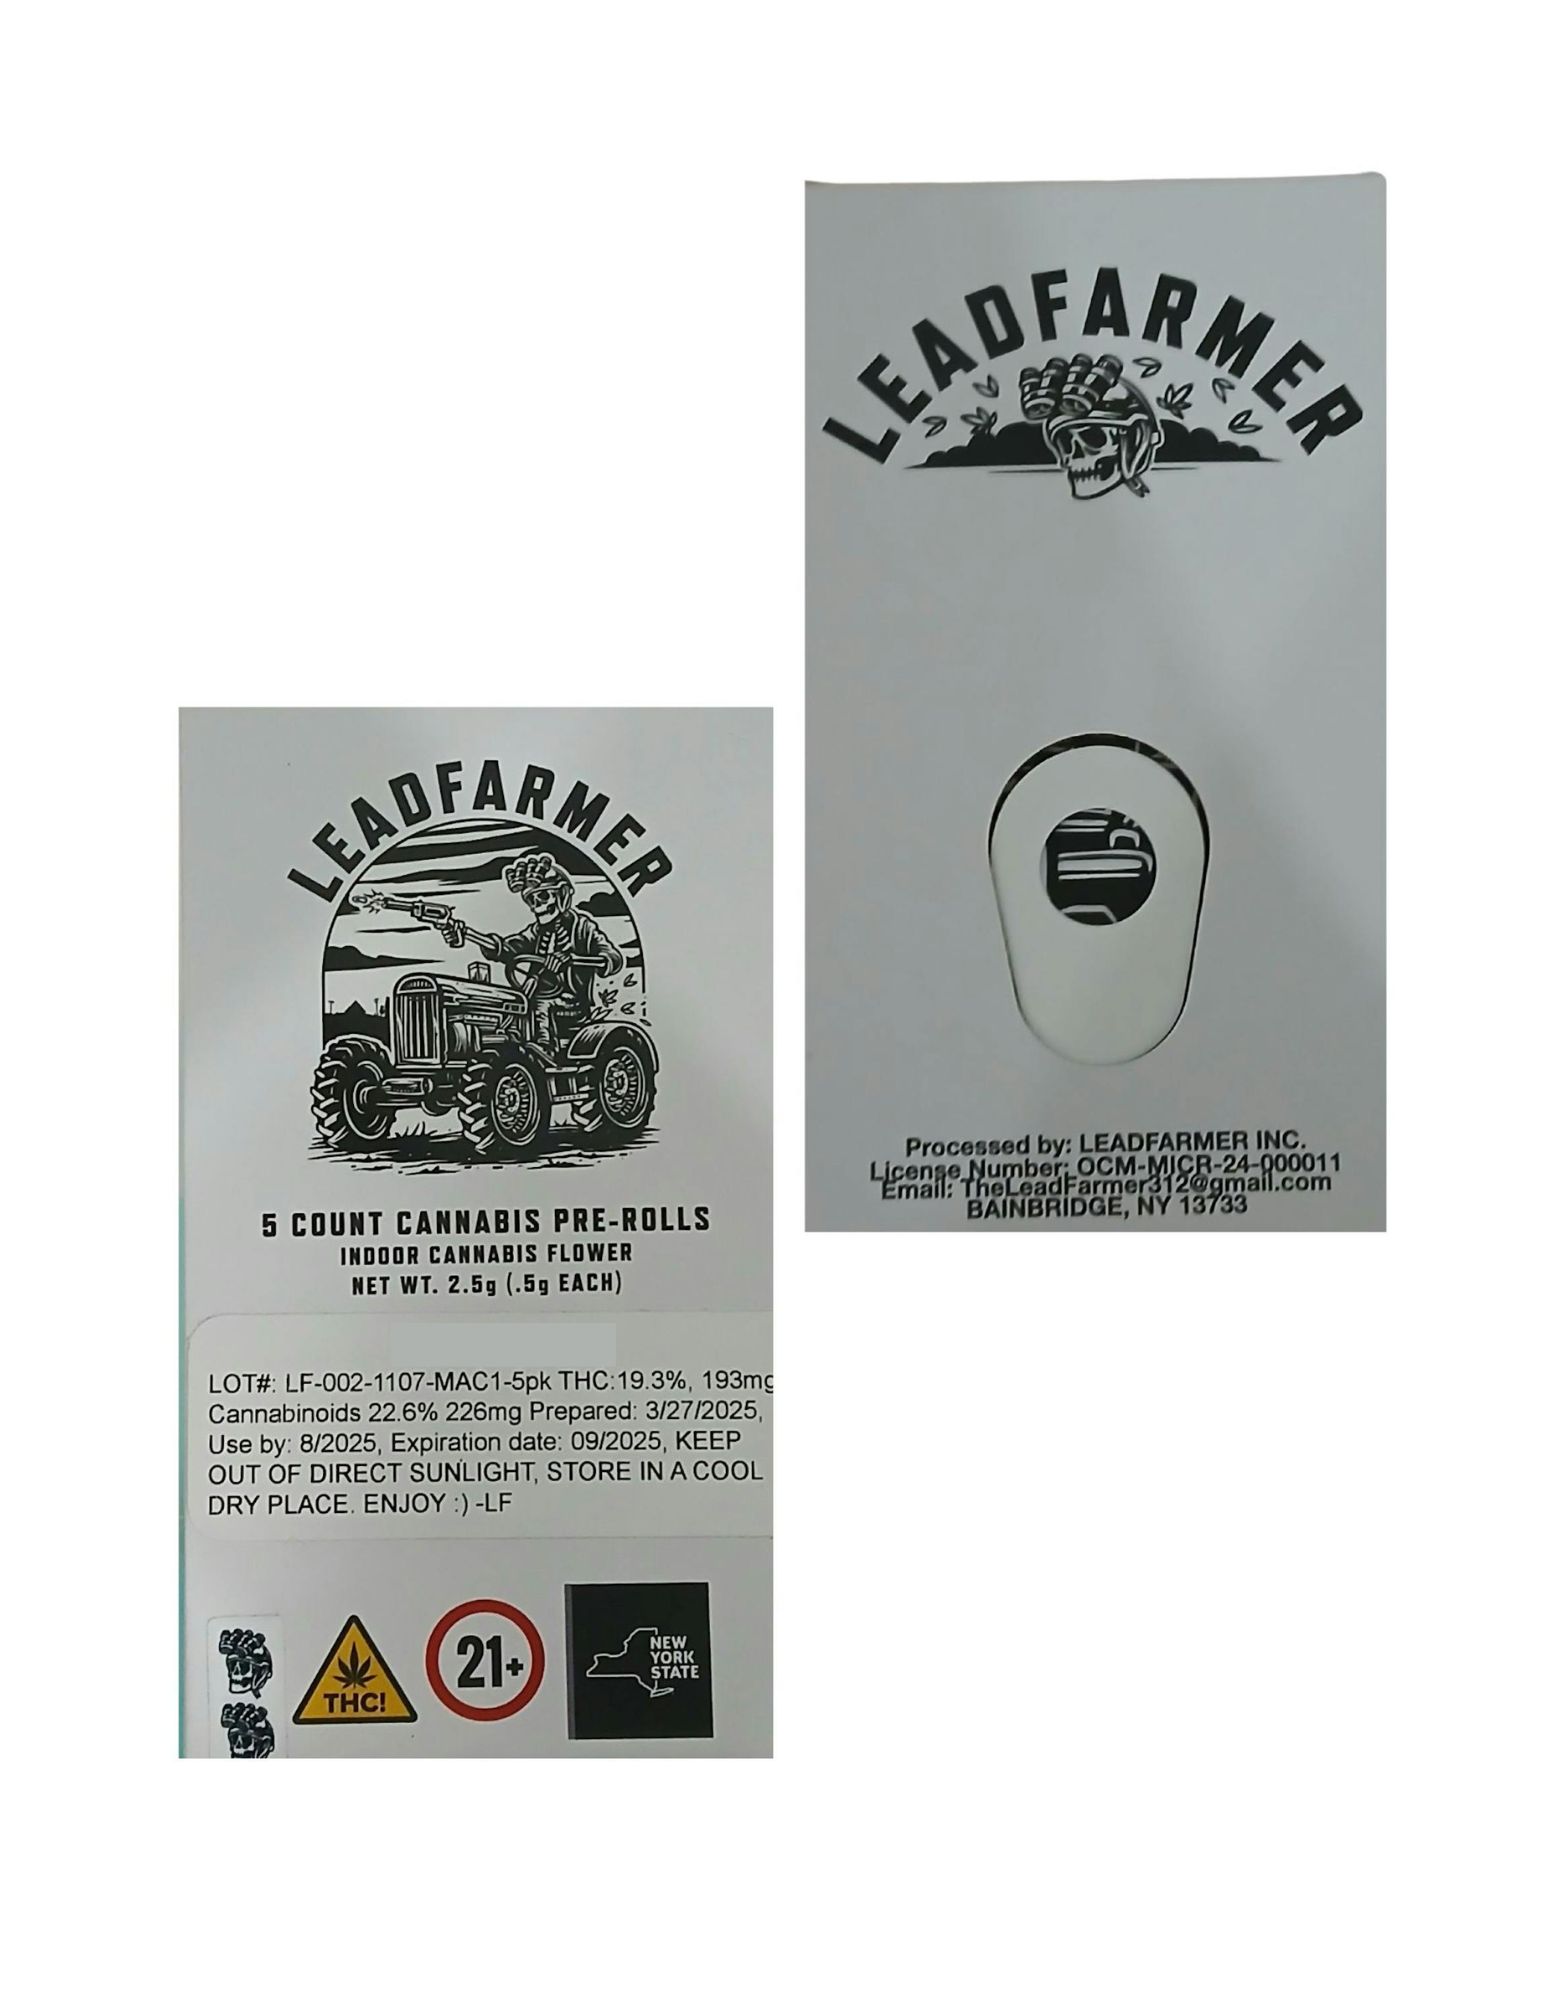 LEADFARMER
Processed by: LEADFARMER INC.
License Number: OCM-MICR-24-000011
Email: TheLeadFarmer312@gmail.com
BAINBRIDGE, NY 13733
LEADFARMER
5 COUNT CANNABIS PRE-ROLLS
INDOOR CANNABIS FLOWER
NET WT. 2.5g (.5g EACH)
LOT#: LF-002-1107-MAC1-5pk THC:19.3%, 193mg
Cannabinoids 22.6% 226mg Prepared: 3/27/2025,
Use by: 8/2025, Expiration date: 09/2025, KEEP
OUT OF DIRECT SUNLIGHT, STORE IN A COOL
DRY PLACE. ENJOY :) -LF
THC!
21+
NEW
YORK
STATE